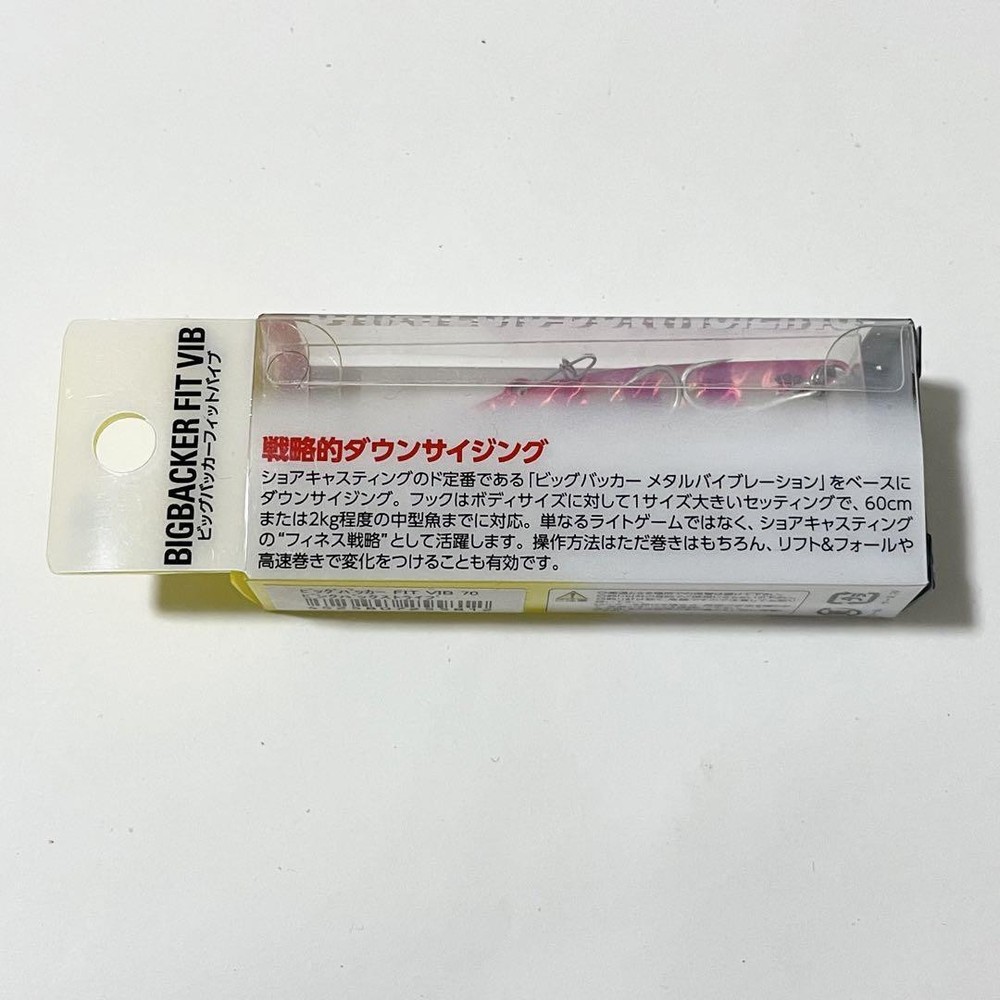 BIGBACKER FIT VIB
ビッグバッカーフィットバイブ
戦略的ダウンサイジング
ショアキャスティングのド定番である「ビッグバッカー メタルバイブレーション」をベースに
ダウンサイジング。フックはボディサイズに対して1サイズ大きいセッティングで、60cm
または2kg程度の中型魚までに対応。単なるライトゲームではなく、ショアキャスティング
の“フィネス戦略”として活躍します。操作方法はただ巻きはもちろん、リフト&フォールや
高速巻きで変化をつけることも有効です。
ビッグバッカー FIT VIB 70